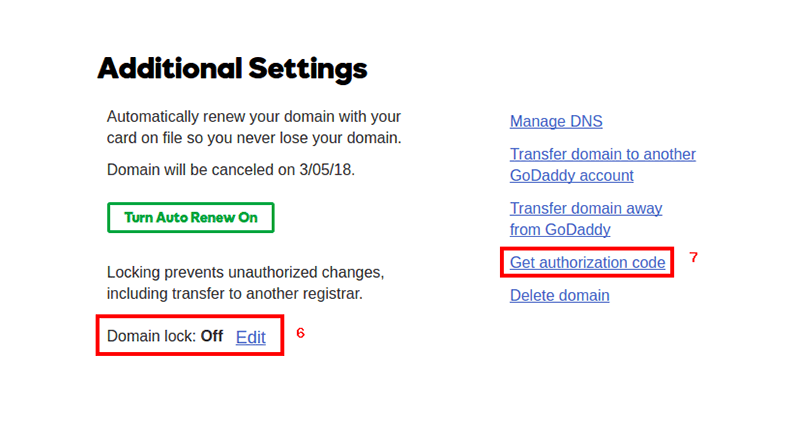 Additional Settings
Automatically renew your domain with your
card on file so you never lose your domain.
Domain will be canceled on 3/05/18.
Turn Auto Renew On
Locking prevents unauthorized changes,
including transfer to another registrar.
Domain lock: Off Edit 6
Manage DNS
Transfer domain to another
GoDaddy account
Transfer domain away
from GoDaddy
Get authorization code 7
Delete domain